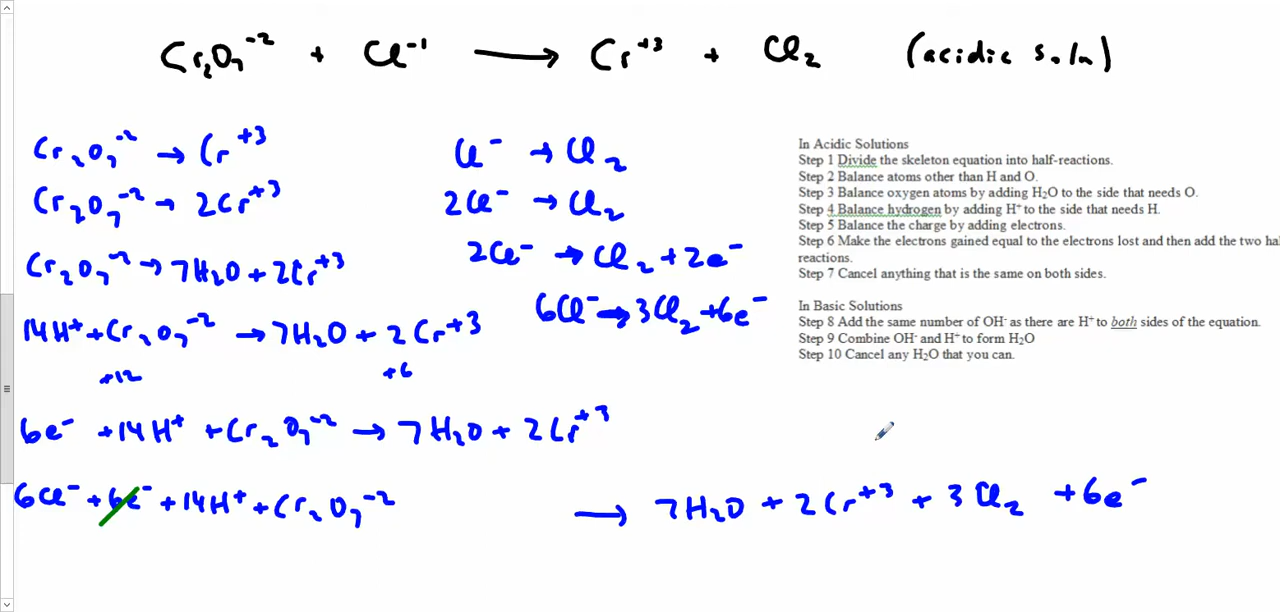 Cr₂O₇⁻² + Cl⁻¹ ⟶ Cr⁺³ + Cl₂ (acidic soln)
Cr₂O₇⁻² → Cr⁺³
Cr₂O₇⁻² → 2Cr⁺³
Cr₂O₇⁻² → 7H₂O + 2Cr⁺³
14H⁺ + Cr₂O₇⁻² → 7H₂O + 2Cr⁺³
+12 +6
6e⁻ + 14H⁺ + Cr₂O₇⁻² → 7H₂O + 2Cr⁺³
Cl⁻ → Cl₂
2Cl⁻ → Cl₂
2Cl⁻ → Cl₂ + 2e⁻
6Cl⁻ → 3Cl₂ + 6e⁻
In Acidic Solutions
Step 1 Divide the skeleton equation into half-reactions.
Step 2 Balance atoms other than H and O.
Step 3 Balance oxygen atoms by adding H₂O to the side that needs O.
Step 4 Balance hydrogen by adding H⁺ to the side that needs H.
Step 5 Balance the charge by adding electrons.
Step 6 Make the electrons gained equal to the electrons lost and then add the two hal
reactions.
Step 7 Cancel anything that is the same on both sides.
In Basic Solutions
Step 8 Add the same number of OH⁻ as there are H⁺ to both sides of the equation.
Step 9 Combine OH⁻ and H⁺ to form H₂O
Step 10 Cancel any H₂O that you can.
6Cl⁻ + 6e⁻ + 14H⁺ + Cr₂O₇⁻² ⟶ 7H₂O + 2Cr⁺³ + 3Cl₂ + 6e⁻